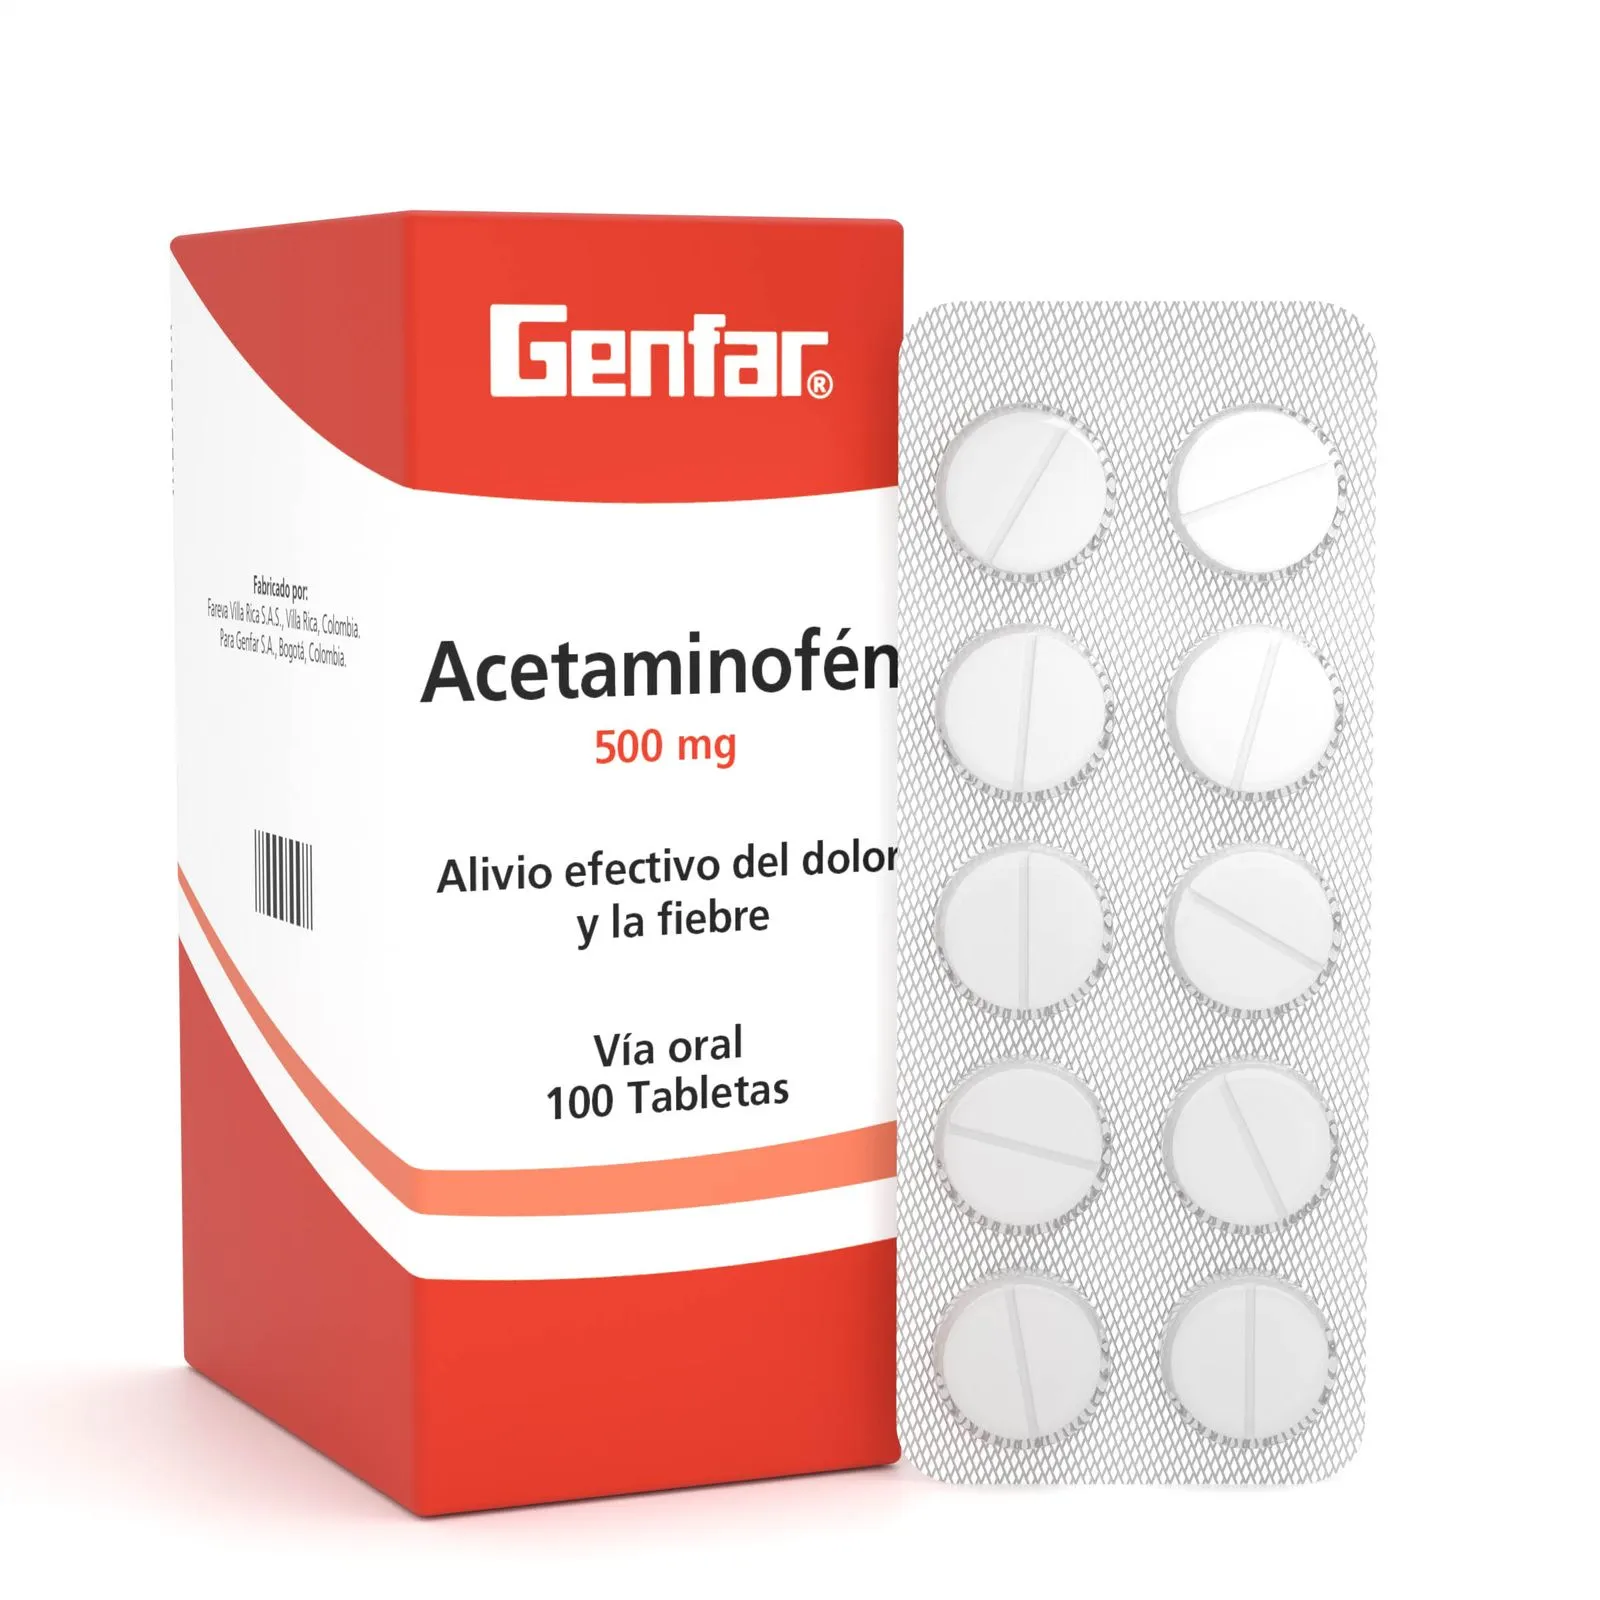 Genfar®
Acetaminofén
500 mg
Alivio efectivo del dolor
y la fiebre
Vía oral
100 Tabletas
Fabricado por:
Fareva Villa Rica S.A.S., Villa Rica, Colombia.
Para Genfar S.A., Bogotá, Colombia.